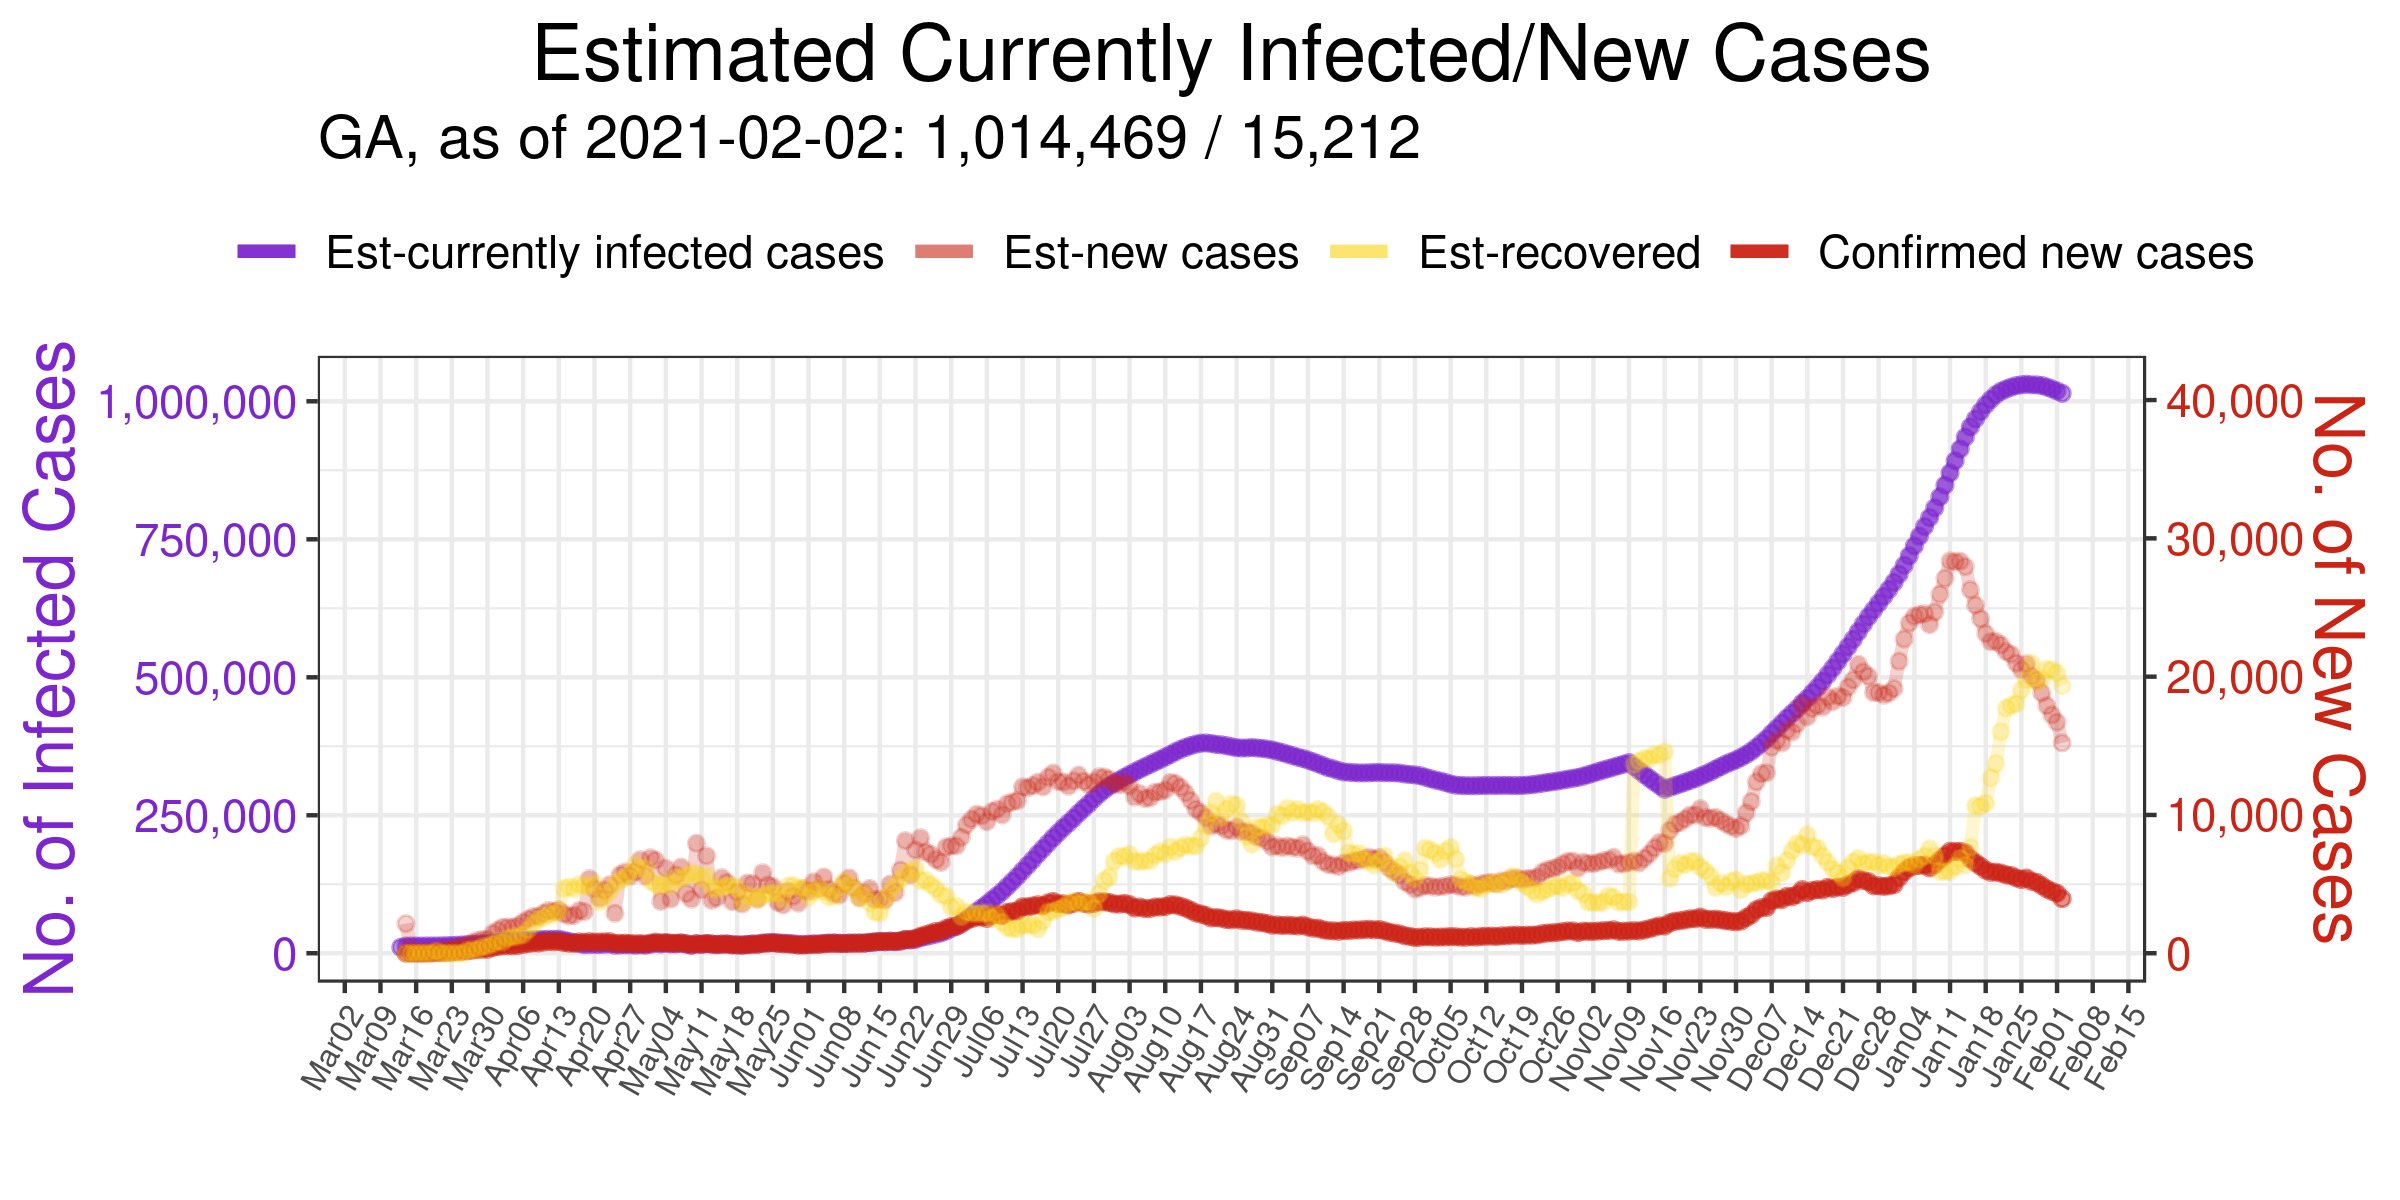 Estimated Currently Infected/New Cases
GA, as of 2021-02-02: 1,014,469 / 15,212
Est-currently infected cases
Est-new cases
Est-recovered
Confirmed new cases
No. of Infected Cases
1,000,000
750,000
500,000
250,000
0
40,000
30,000
20,000
10,000
0
No. of New Cases
Mar02
Mar09
Mar16
Mar23
Mar30
Apr06
Apr13
Apr20
Apr27
May04
May11
May18
May25
Jun01
Jun08
Jun15
Jun22
Jun29
Jul06
Jul13
Jul20
Jul27
Aug03
Aug10
Aug17
Aug24
Aug31
Sep07
Sep14
Sep21
Sep28
Oct05
Oct12
Oct19
Oct26
Nov02
Nov09
Nov16
Nov23
Nov30
Dec07
Dec14
Dec21
Dec28
Jan04
Jan11
Jan18
Jan25
Feb01
Feb08
Feb15